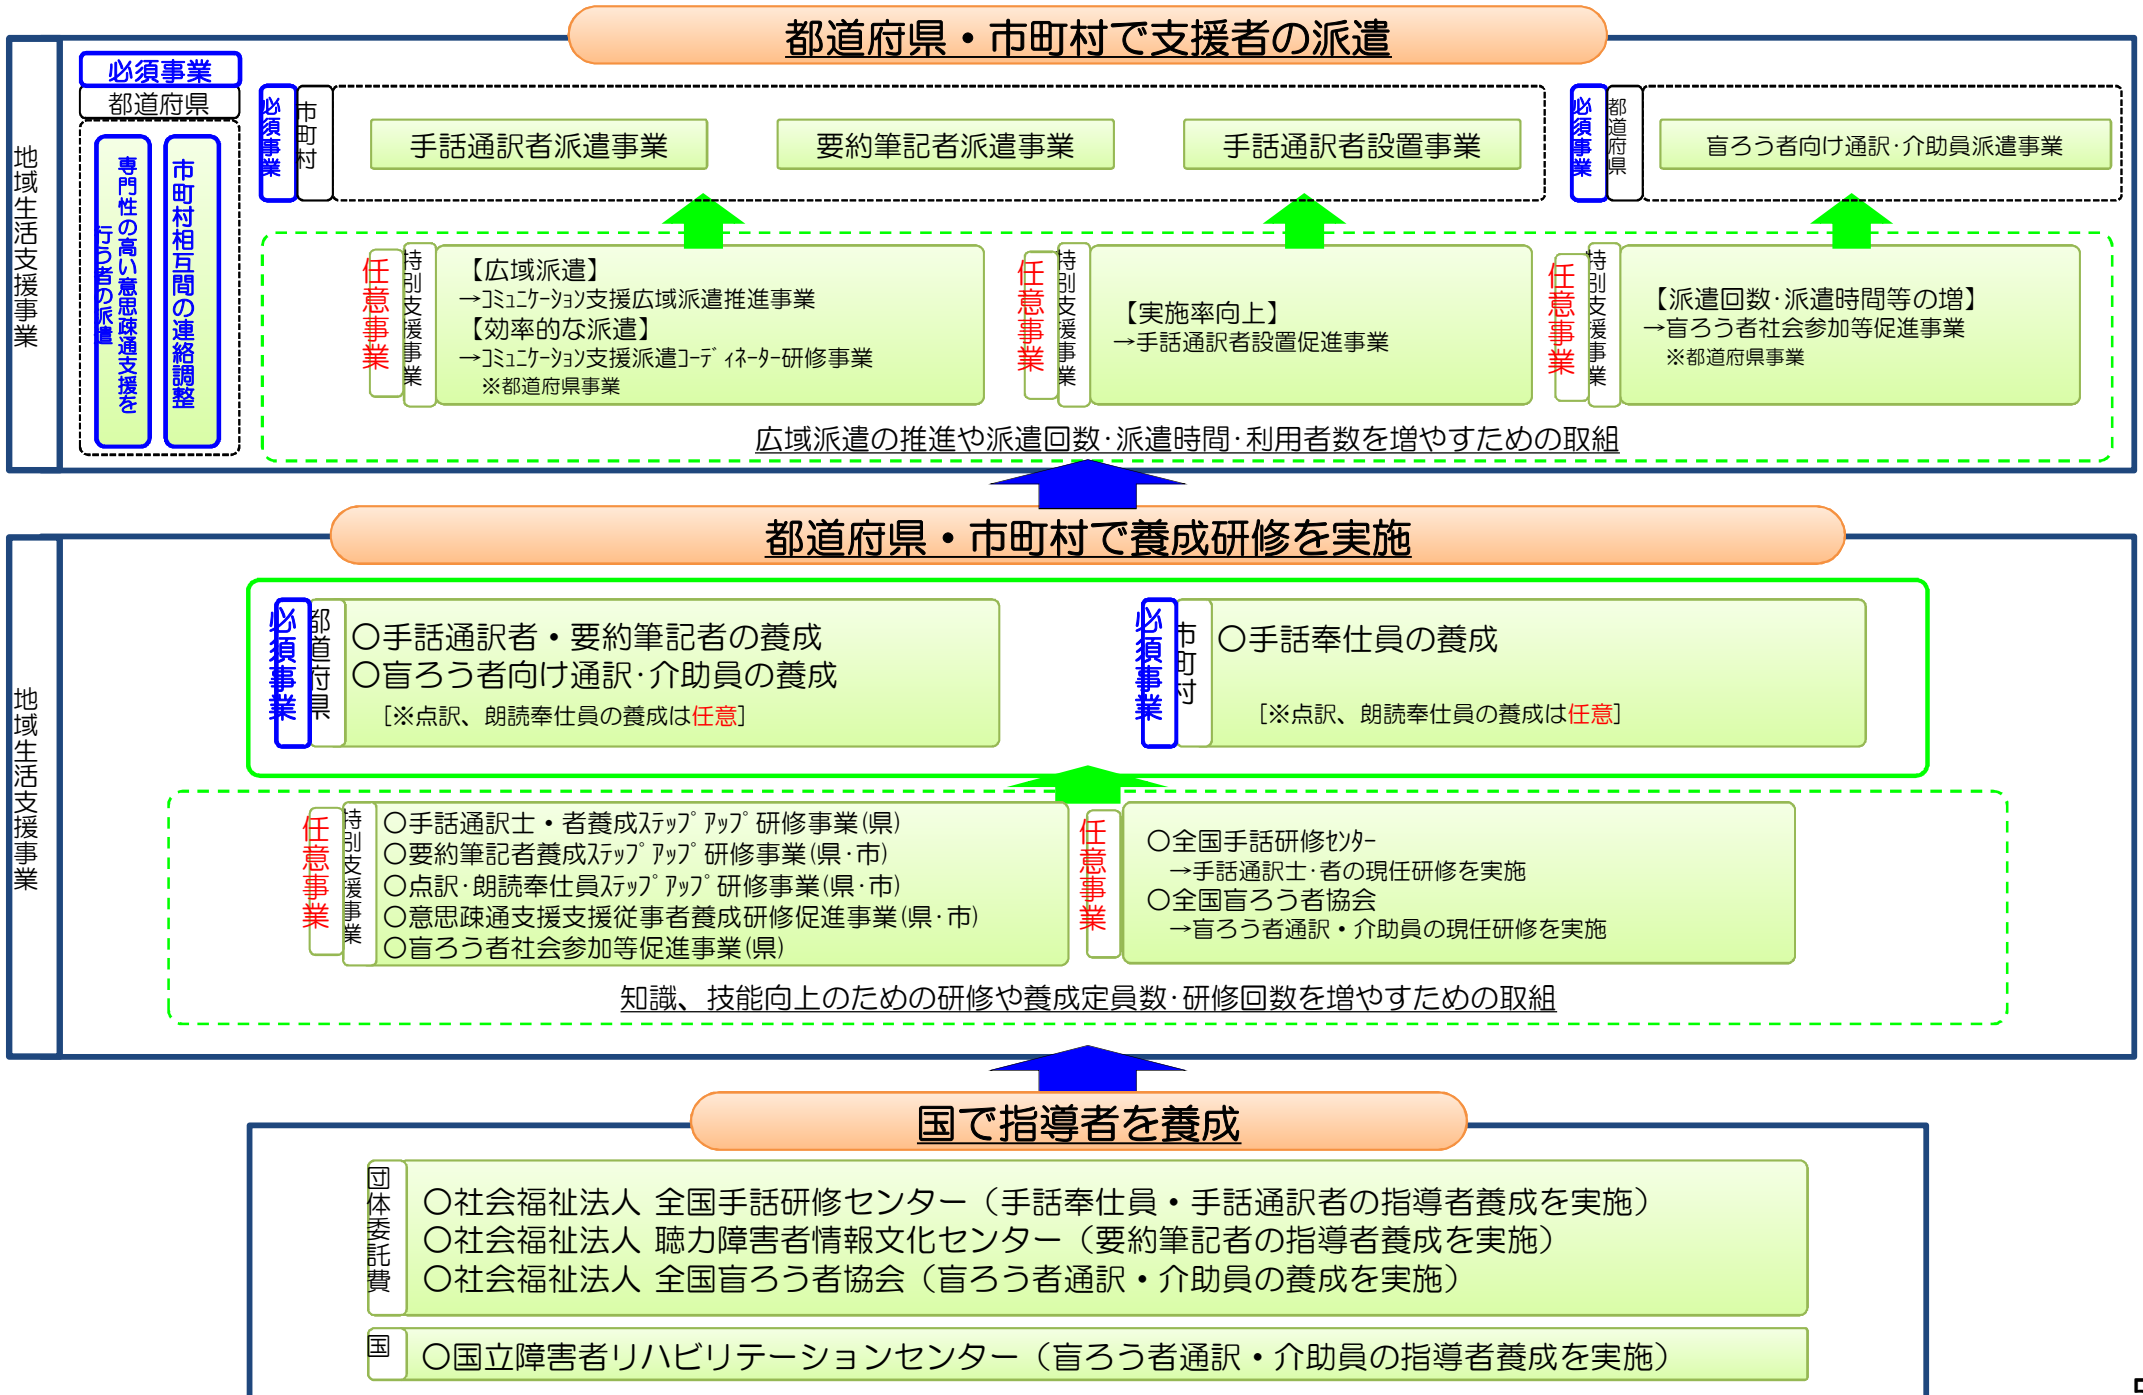 都道府県・市町村で支援者の派遣
地域生活支援事業
必須事業
都道府県
専門性の高い意思疎通支援を
行う者の派遣
市町村相互間の連絡調整
必須事業
市町村
手話通訳者派遣事業
要約筆記者派遣事業
手話通訳者設置事業
必須事業
都道府県
盲ろう者向け通訳･介助員派遣事業
任意事業
特別支援事業
【広域派遣】
→ｺﾐｭﾆｹｰｼｮﾝ支援広域派遣推進事業
【効率的な派遣】
→ｺﾐｭﾆｹｰｼｮﾝ支援派遣ｺｰﾃﾞｨﾈｰﾀｰ研修事業
※都道府県事業
任意事業
特別支援事業
【実施率向上】
→手話通訳者設置促進事業
任意事業
特別支援事業
【派遣回数･派遣時間等の増】
→盲ろう者社会参加等促進事業
※都道府県事業
広域派遣の推進や派遣回数･派遣時間･利用者数を増やすための取組
都道府県・市町村で養成研修を実施
地域生活支援事業
必須事業
都道府県
〇手話通訳者・要約筆記者の養成
〇盲ろう者向け通訳･介助員の養成
[※点訳、朗読奉仕員の養成は任意]
必須事業
市町村
〇手話奉仕員の養成
[※点訳、朗読奉仕員の養成は任意]
任意事業
特別支援事業
〇手話通訳士・者養成ｽﾃｯﾌﾟｱｯﾌﾟ研修事業(県)
〇要約筆記者養成ｽﾃｯﾌﾟｱｯﾌﾟ研修事業(県･市)
〇点訳･朗読奉仕員ｽﾃｯﾌﾟｱｯﾌﾟ研修事業(県･市)
〇意思疎通支援支援従事者養成研修促進事業(県･市)
〇盲ろう者社会参加等促進事業(県)
任意事業
〇全国手話研修ｾﾝﾀｰ
→手話通訳士･者の現任研修を実施
〇全国盲ろう者協会
→盲ろう者通訳・介助員の現任研修を実施
知識、技能向上のための研修や養成定員数･研修回数を増やすための取組
国で指導者を養成
団体委託費
〇社会福祉法人 全国手話研修センター（手話奉仕員・手話通訳者の指導者養成を実施）
〇社会福祉法人 聴力障害者情報文化センター（要約筆記者の指導者養成を実施）
〇社会福祉法人 全国盲ろう者協会（盲ろう者通訳・介助員の養成を実施）
国
〇国立障害者リハビリテーションセンター（盲ろう者通訳・介助員の指導者養成を実施）